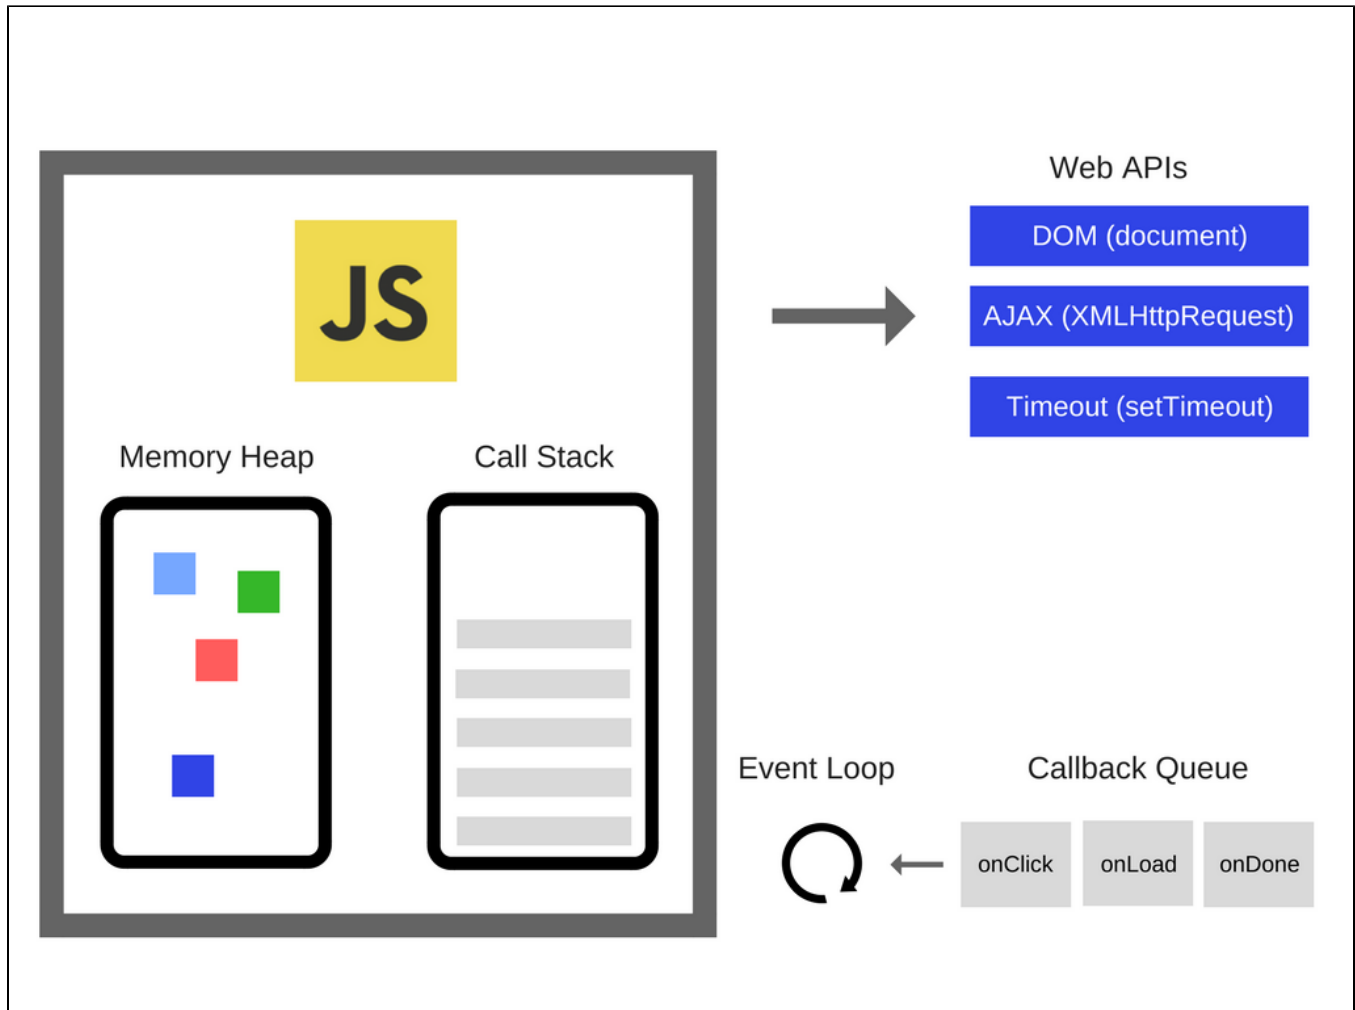 JS
Memory Heap
Call Stack
Web APIs
DOM (document)
AJAX (XMLHttpRequest)
Timeout (setTimeout)
Event Loop
Callback Queue
onClick
onLoad
onDone